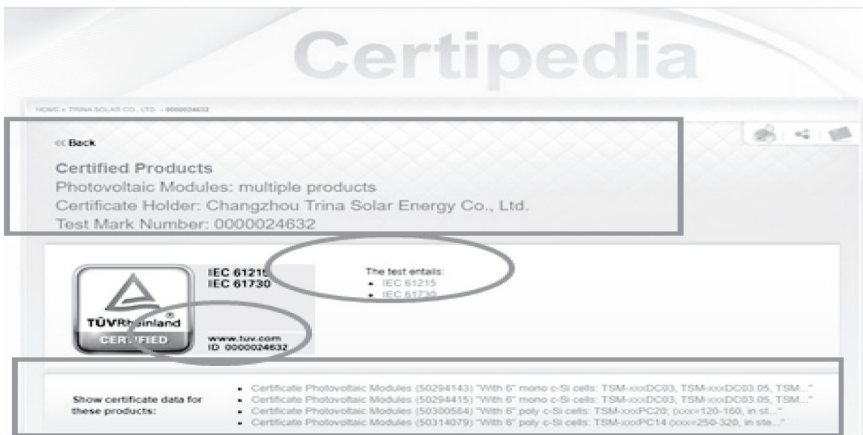 Certipedia
HOME » TRINA SOLAR CO., LTD. » 0000024632
« Back
Certified Products
Photovoltaic Modules: multiple products
Certificate Holder: Changzhou Trina Solar Energy Co., Ltd.
Test Mark Number: 0000024632
IEC 61215
IEC 61730
TÜVRheinland®
CERTIFIED
www.tuv.com
ID 0000024632
The test entails:
• IEC 61215
• IEC 61730
Show certificate data for
these products:
• Certificate Photovoltaic Modules (50294143) "With 6" mono c-Si cells: TSM-xxxDC03, TSM-xxxDC03.05, TSM..."
• Certificate Photovoltaic Modules (50294415) "With 6" mono c-Si cells: TSM-xxxDC03, TSM-xxxDC03.05, TSM..."
• Certificate Photovoltaic Modules (50300584) "With 6" poly c-Si cells: TSM-xxxPC20; (xxx=120-160, in st..."
• Certificate Photovoltaic Modules (50314079) "With 6" poly c-Si cells: TSM-xxxPC14 (xxx=250-320, in ste..."